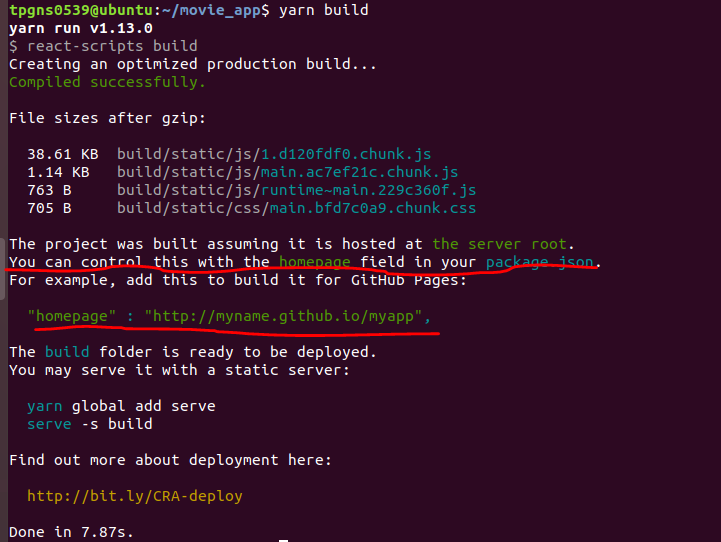 tpgns0539@ubuntu:~/movie_app$ yarn build
yarn run v1.13.0
$ react-scripts build
Creating an optimized production build...
Compiled successfully.
File sizes after gzip:
38.61 KB  build/static/js/1.d120fdf0.chunk.js
1.14 KB  build/static/js/main.ac7ef21c.chunk.js
763 B  build/static/js/runtime~main.229c360f.js
705 B  build/static/css/main.bfd7c0a9.chunk.css
The project was built assuming it is hosted at the server root.
You can control this with the homepage field in your package.json.
For example, add this to build it for GitHub Pages:
"homepage" : "http://myname.github.io/myapp",
The build folder is ready to be deployed.
You may serve it with a static server:
yarn global add serve
serve -s build
Find out more about deployment here:
http://bit.ly/CRA-deploy
Done in 7.87s.